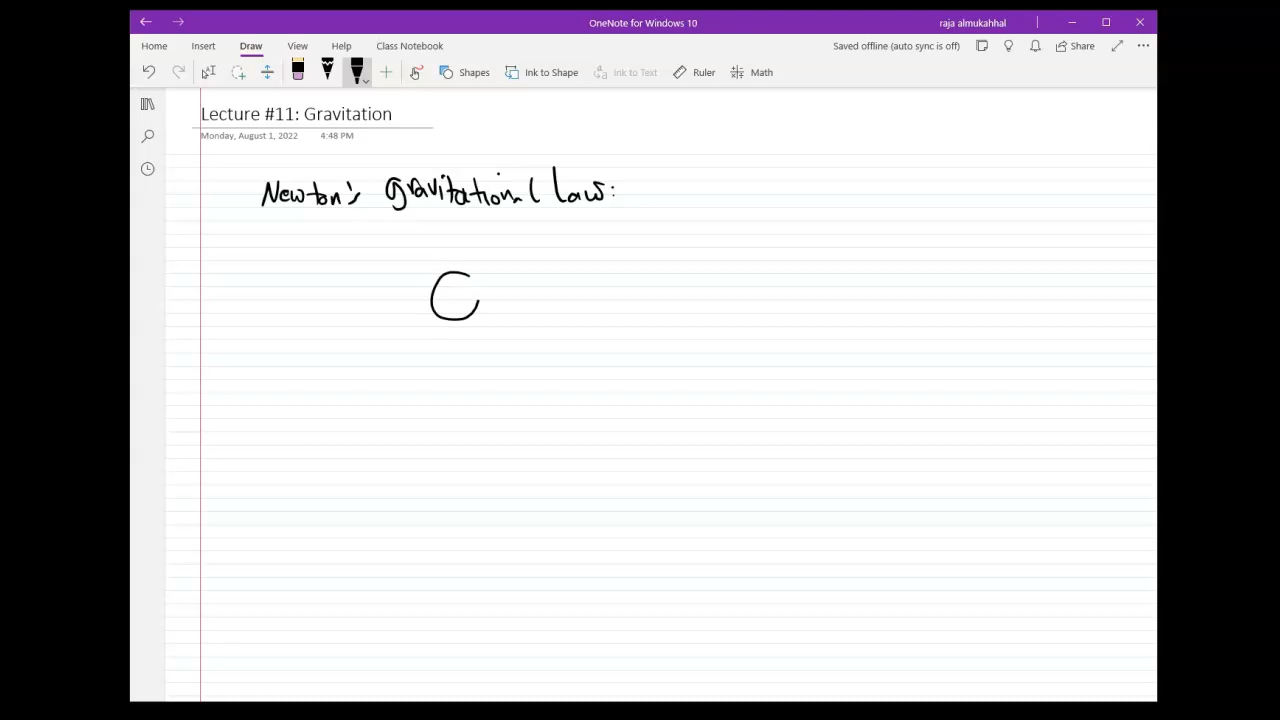 OneNote for Windows 10
raja almukahhal
Home Insert Draw View Help Class Notebook
Saved offline (auto sync is off) Share
Shapes Ink to Shape Ink to Text Ruler Math
Lecture #11: Gravitation
Monday, August 1, 2022 4:48 PM
Newton's gravitational Law: